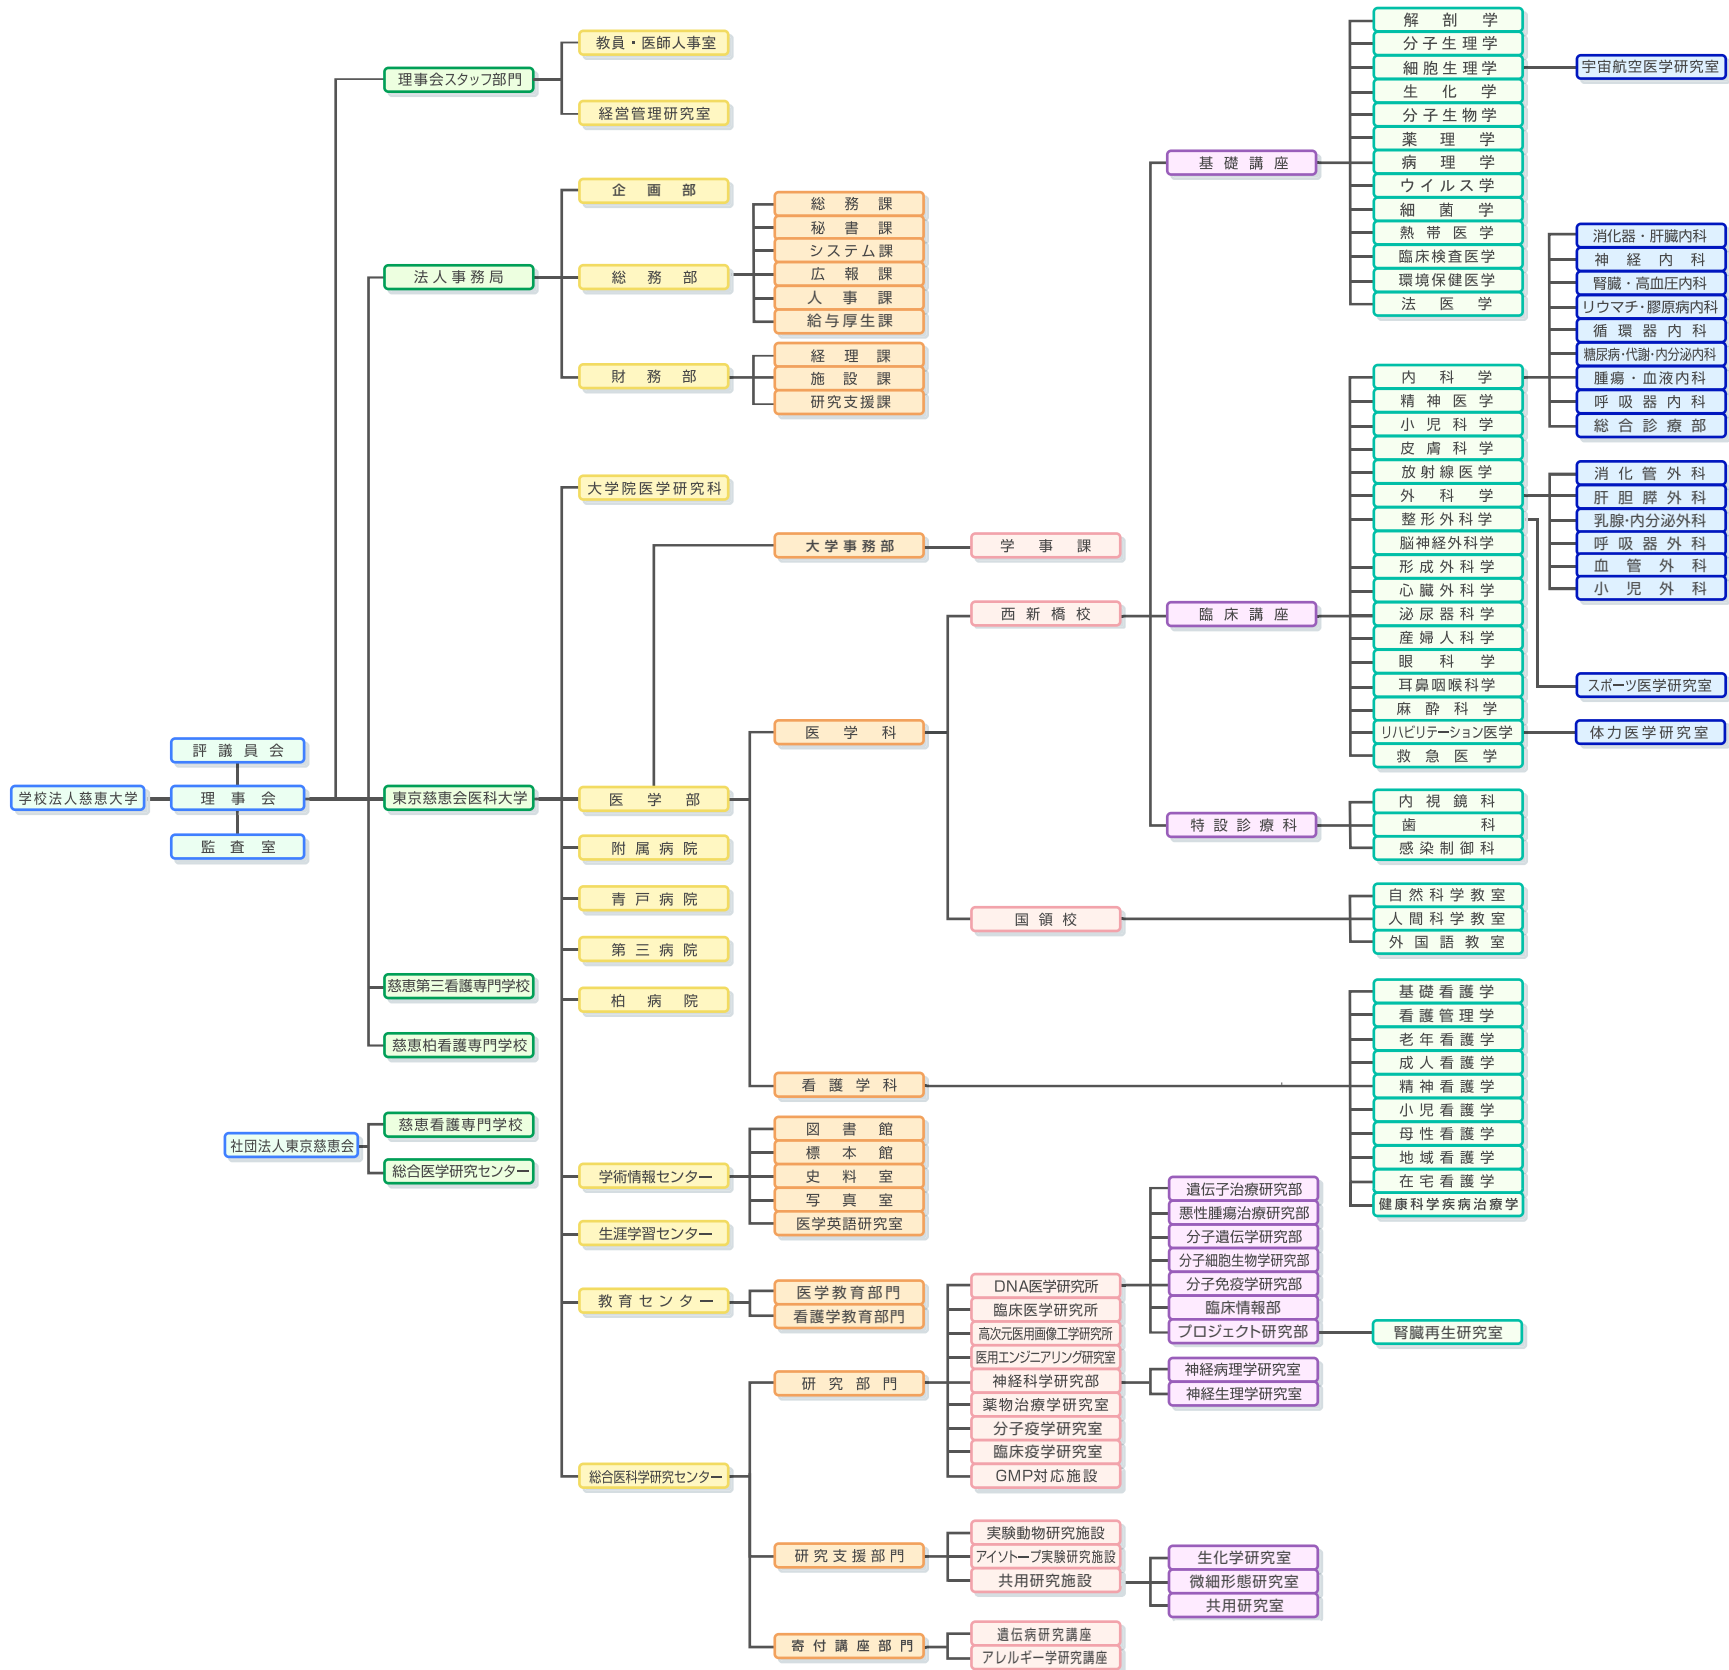 学校法人慈恵大学
評議員会
理事会
監査室
社団法人東京慈恵会
理事会スタッフ部門
法人事務局
東京慈恵会医科大学
慈恵第三看護専門学校
慈恵柏看護専門学校
慈恵看護専門学校
総合医学研究センター
教員・医師人事室
経営管理研究室
企画部
総務部
財務部
大学院医学研究科
医学部
附属病院
青戸病院
第三病院
柏病院
学術情報センター
生涯学習センター
教育センター
総合医科学研究センター
総務課
秘書課
システム課
広報課
人事課
給与厚生課
経理課
施設課
研究支援課
大学事務部
医学科
看護学科
図書館
標本館
史料室
写真室
医学英語研究室
医学教育部門
看護学教育部門
研究部門
研究支援部門
寄付講座部門
学事課
西新橋校
国領校
DNA医学研究所
臨床医学研究所
高次元医用画像工学研究所
医用エンジニアリング研究室
神経科学研究部
薬物治療学研究室
分子疫学研究室
臨床疫学研究室
GMP対応施設
実験動物研究施設
アイソトープ実験研究施設
共用研究施設
遺伝病研究講座
アレルギー学研究講座
基礎講座
臨床講座
特設診療科
遺伝子治療研究部
悪性腫瘍治療研究部
分子遺伝学研究部
分子細胞生物学研究部
分子免疫学研究部
臨床情報部
プロジェクト研究部
神経病理学研究室
神経生理学研究室
生化学研究室
微細形態研究室
共用研究室
解剖学
分子生理学
細胞生理学
生化学
分子生物学
薬理学
病理学
ウイルス学
細菌学
熱帯医学
臨床検査医学
環境保健医学
法医学
内科学
精神医学
小児科学
皮膚科学
放射線医学
外科学
整形外科学
脳神経外科学
形成外科学
心臓外科学
泌尿器科学
産婦人科学
眼科学
耳鼻咽喉科学
麻酔科学
リハビリテーション医学
救急医学
内視鏡科
歯科
感染制御科
自然科学教室
人間科学教室
外国語教室
基礎看護学
看護管理学
老年看護学
成人看護学
精神看護学
小児看護学
母性看護学
地域看護学
在宅看護学
健康科学疾病治療学
腎臓再生研究室
宇宙航空医学研究室
消化器・肝臓内科
神経内科
腎臓・高血圧内科
リウマチ・膠原病内科
循環器内科
糖尿病・代謝・内分泌内科
腫瘍・血液内科
呼吸器内科
総合診療部
消化管外科
肝胆膵外科
乳腺・内分泌外科
呼吸器外科
血管外科
小児外科
スポーツ医学研究室
体力医学研究室